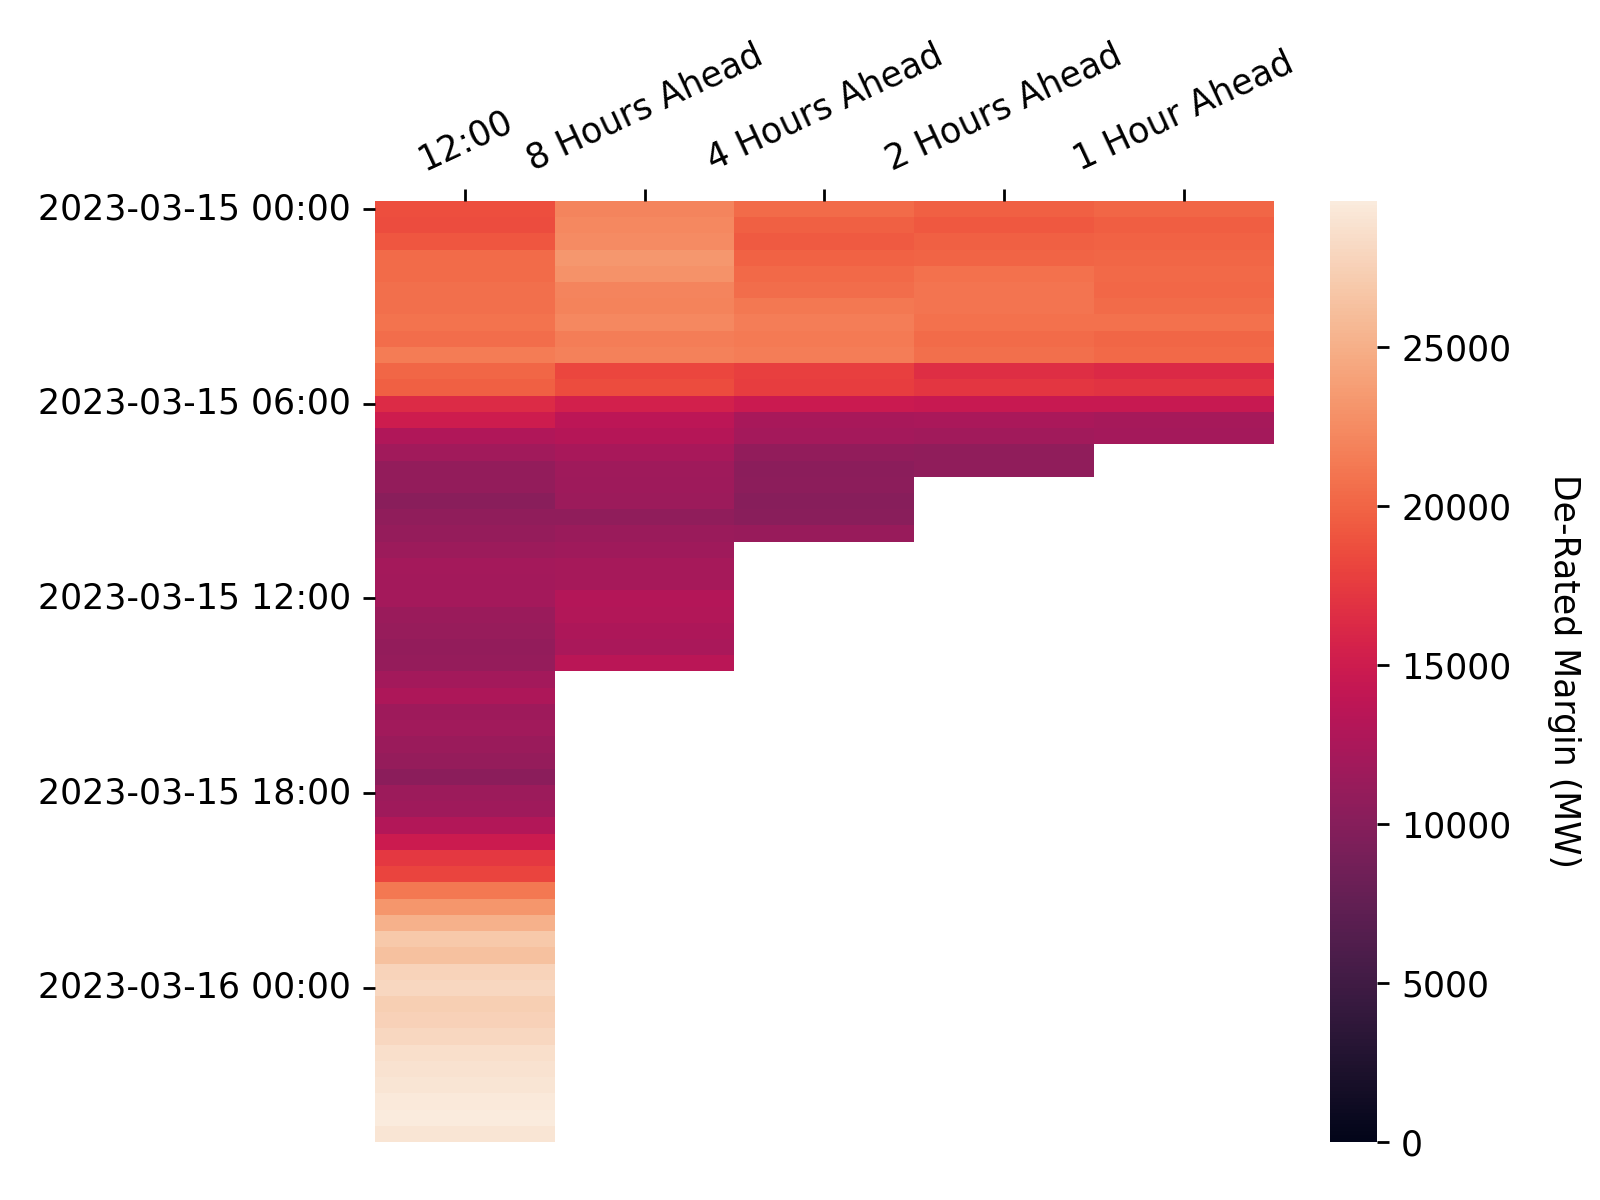 12:00
8 Hours Ahead
4 Hours Ahead
2 Hours Ahead
1 Hour Ahead
2023-03-15 00:00
2023-03-15 06:00
2023-03-15 12:00
2023-03-15 18:00
2023-03-16 00:00
25000
20000
15000
10000
5000
0
De-Rated Margin (MW)